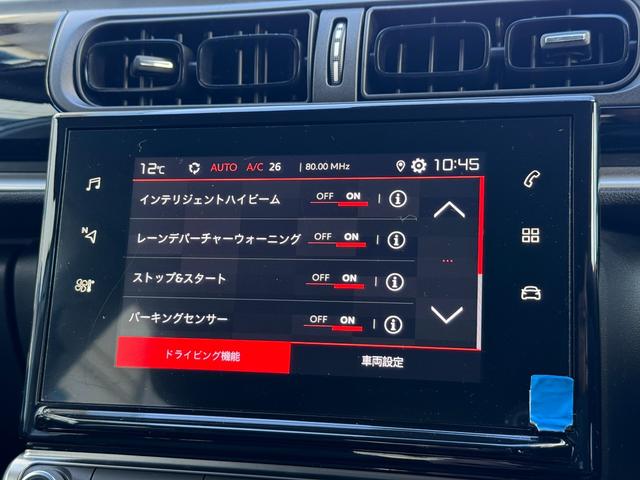 12℃ AUTO A/C 26 | 80.00 MHz 10:45
インテリジェントハイビーム OFF ON
レーンデパーチャーウォーニング OFF ON
ストップ&スタート OFF ON
パーキングセンサー OFF ON
ドライビング機能 車両設定
N